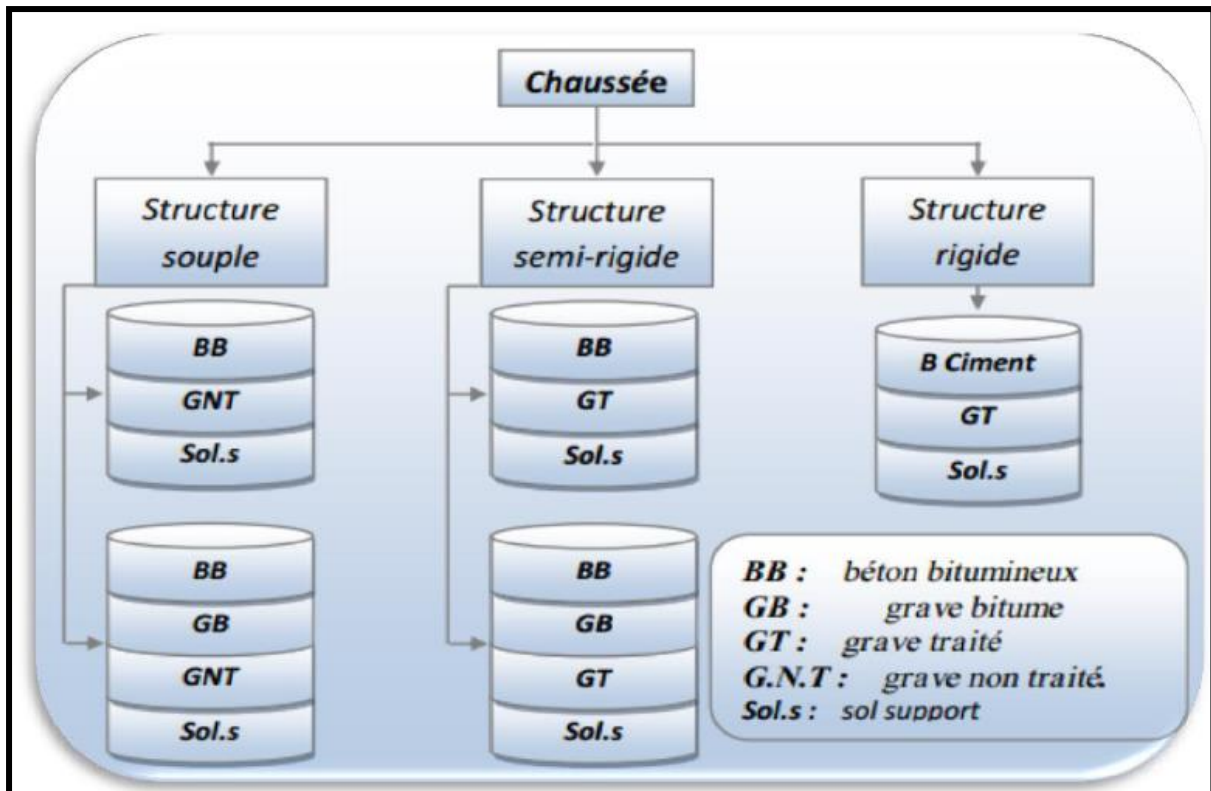 Chaussée
Structure
souple
Structure
semi-rigide
Structure
rigide
BB
GNT
Sol.s
BB
GT
Sol.s
B Ciment
GT
Sol.s
BB
GB
GNT
Sol.s
BB
GB
GT
Sol.s
BB : béton bitumineux
GB : grave bitume
GT : grave traité
G.N.T : grave non traité.
Sol.s : sol support